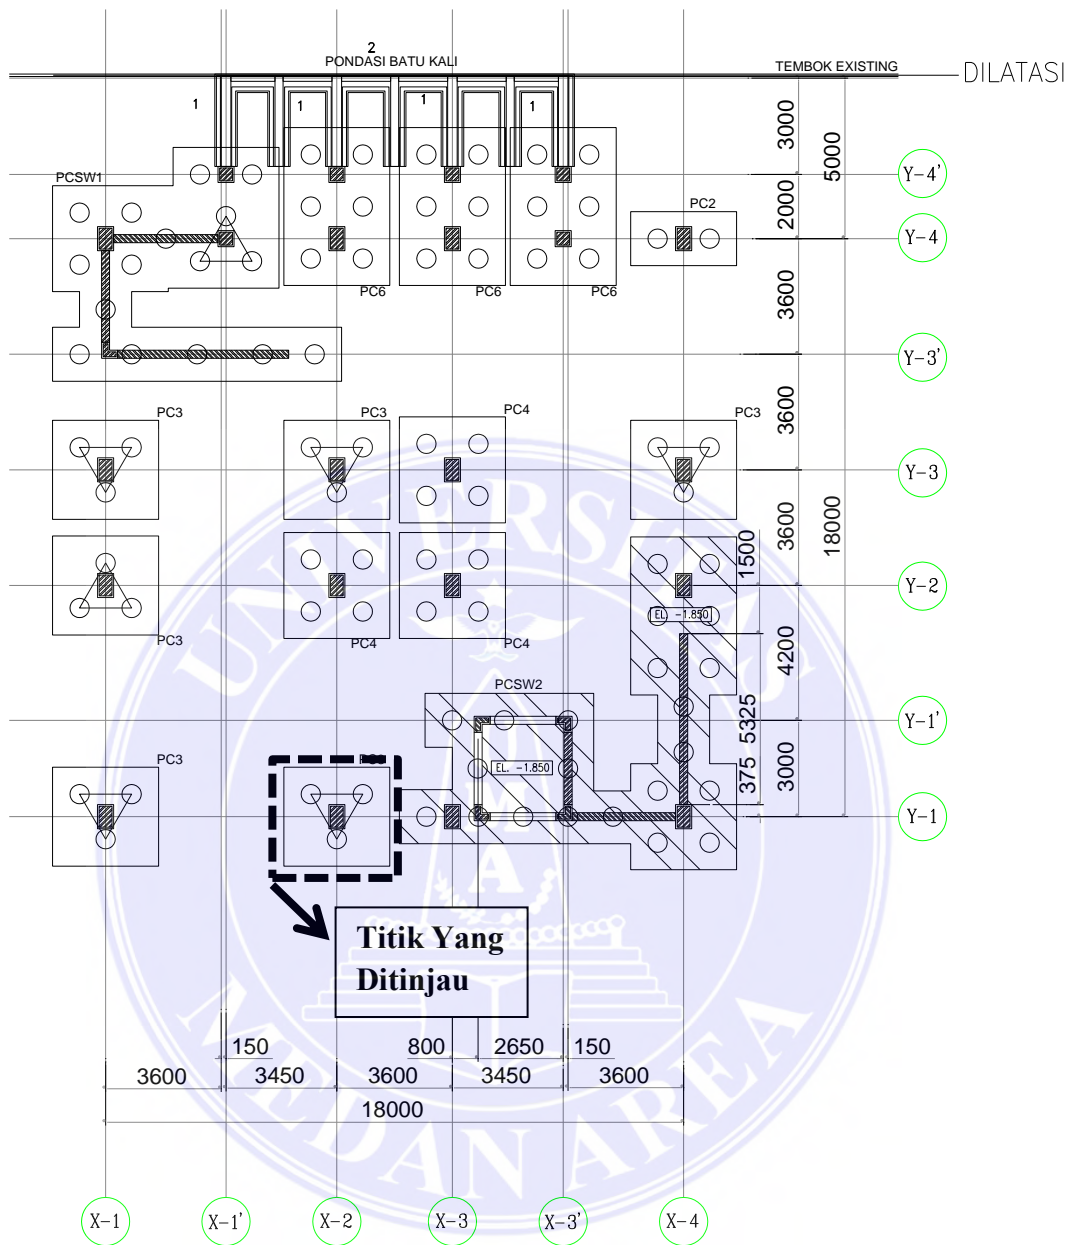 2
PONDASI BATU KALI
TEMBOK EXISTING
DILATASI
1
1
1
1
3000
5000
Y-4'
PCSW1
PC2
2000
Y-4
PC6
PC6
PC6
3600
Y-3'
PC3
PC3
PC4
PC3
3600
Y-3
3600
18000
1500
Y-2
EL. -1.850
PC3
PC4
PC4
4200
PCSW2
5325
Y-1'
PC3
EL. -1.850
375
3000
Y-1
Titik Yang
Ditinjau
150
800
2650
150
3600
3450
3600
3450
3600
18000
X-1
X-1'
X-2
X-3
X-3'
X-4
UNIVERSITAS
MEDAN AREA